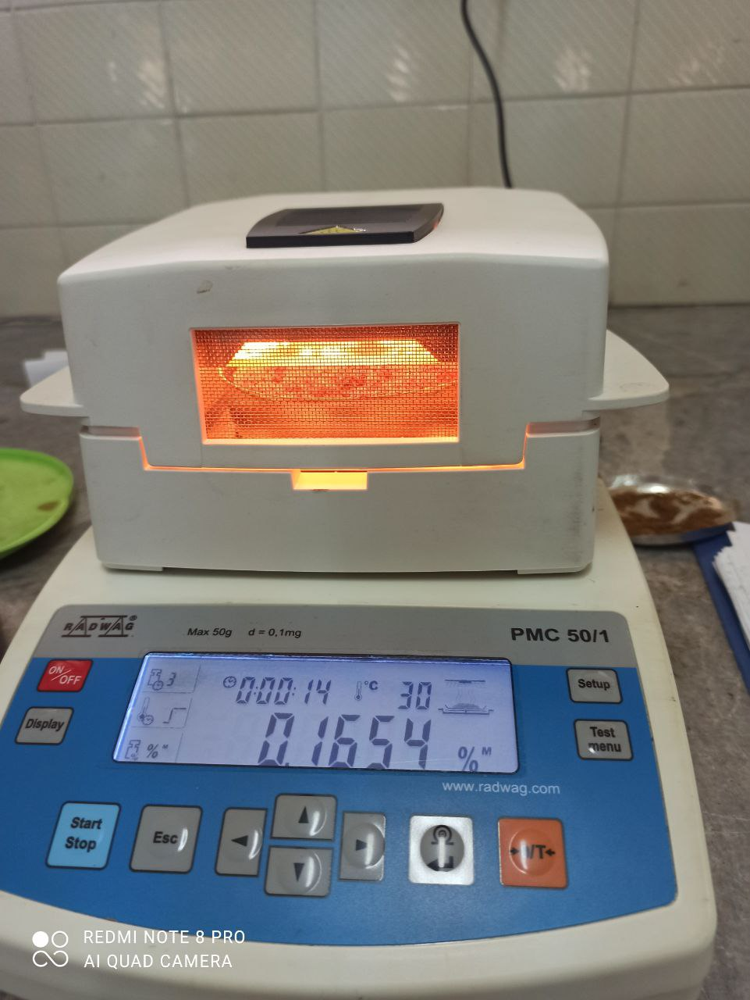 RADWAG®
Max 50g d = 0,1mg
PMC 50/1
ON/OFF
Display
3
0:00:14 °C 30
0.1654 %M
%M
Setup
Test menu
www.radwag.com
Start
Stop
Esc
→0/T←
REDMI NOTE 8 PRO
AI QUAD CAMERA